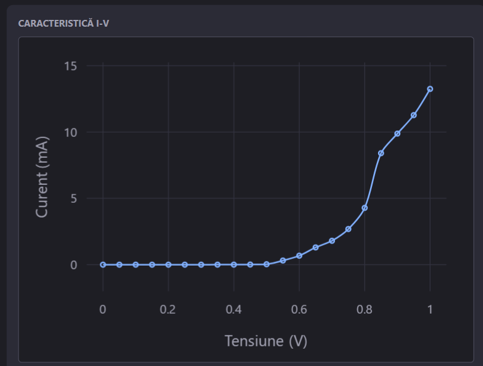 CARACTERISTICĂ I-V
15
10
5
0
Curent (mA)
0 0.2 0.4 0.6 0.8 1
Tensiune (V)